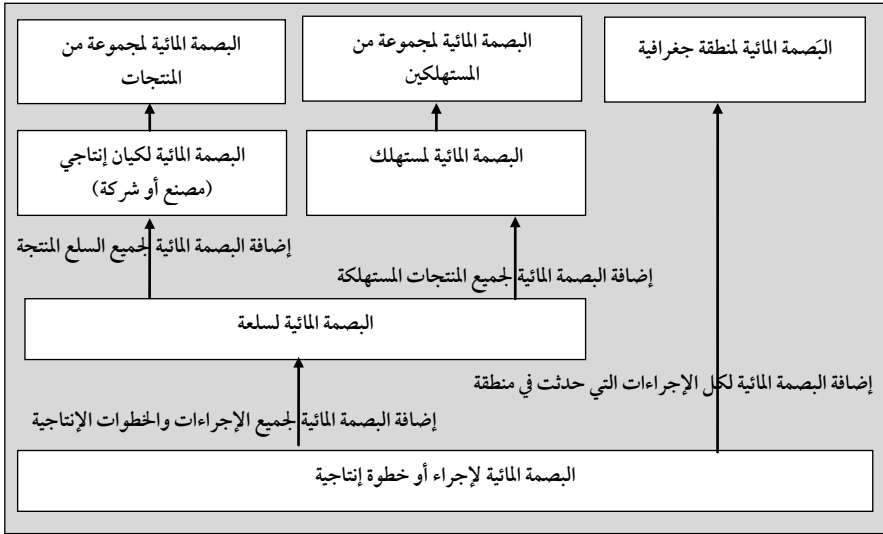 البَصمة المائية لمنطقة جغرافية
البصمة المائية لمجموعة من
المستهلكين
البصمة المائية لمجموعة من
المنتجات
البصمة المائية لمستهلك
البصمة المائية لكيان إنتاجي
(مصنع أو شركة)
إضافة البصمة المائية لجميع السلع المنتجة
إضافة البصمة المائية لجميع المنتجات المستهلكة
البصمة المائية لسلعة
إضافة البصمة المائية لكل الإجراءات التي حدثت في منطقة
إضافة البصمة المائية لجميع الإجراءات والخطوات الإنتاجية
البصمة المائية لإجراء أو خطوة إنتاجية